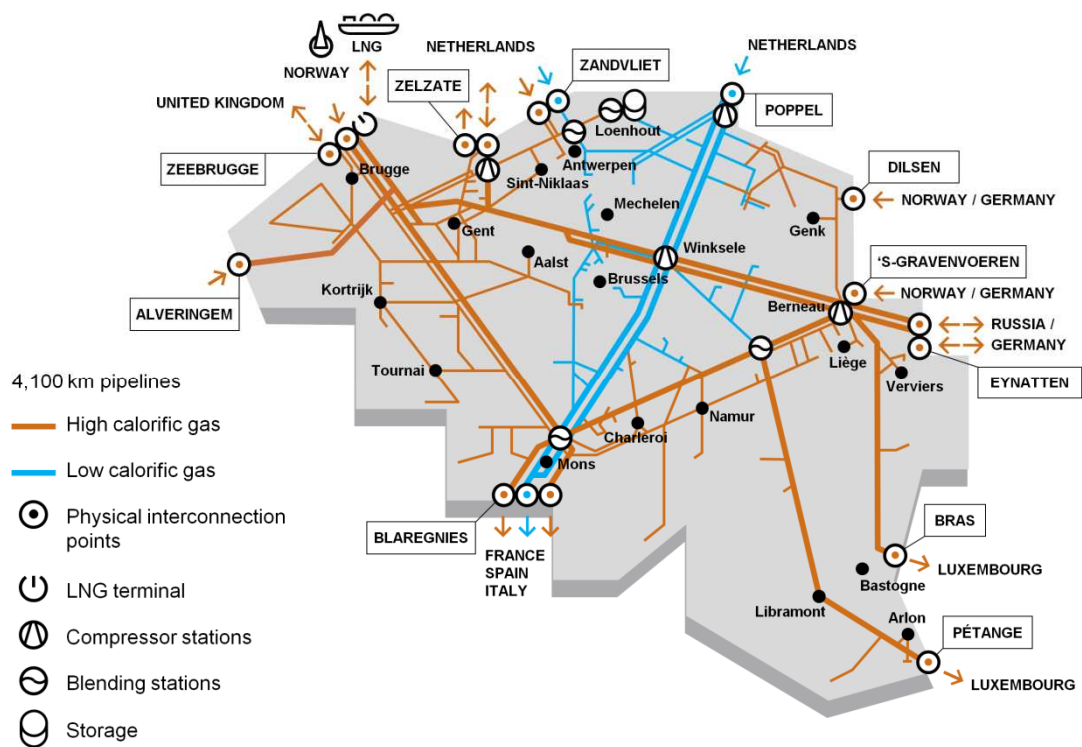 LNG
NORWAY
NETHERLANDS
NETHERLANDS
ZANDVLIET
ZELZATE
POPPEL
UNITED KINGDOM
Loenhout
ZEEBRUGGE
Brugge
Antwerpen
Sint-Niklaas
DILSEN
NORWAY / GERMANY
Mechelen
Genk
Gent
Winksele
Aalst
'S-GRAVENVOEREN
Brussels
NORWAY / GERMANY
Kortrijk
Berneau
ALVERINGEM
RUSSIA /
GERMANY
Liège
Tournai
Verviers
EYNATTEN
4,100 km pipelines
High calorific gas
Namur
Charleroi
Low calorific gas
Mons
Physical interconnection
points
BLAREGNIES
BRAS
FRANCE
SPAIN
ITALY
LUXEMBOURG
Bastogne
LNG terminal
Libramont
Arlon
Compressor stations
PÉTANGE
Blending stations
LUXEMBOURG
Storage